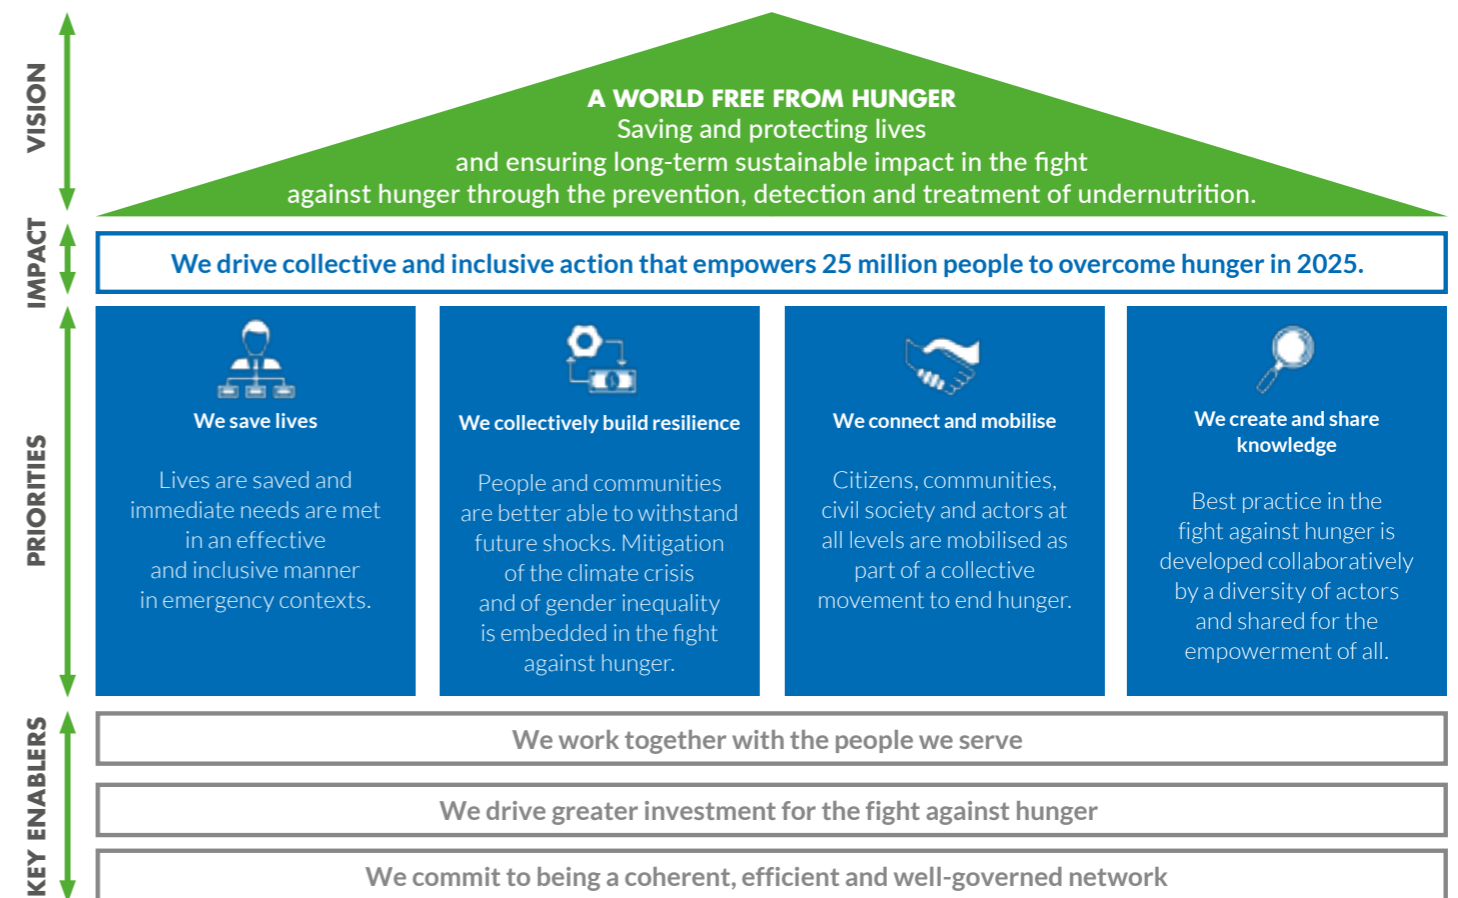 VISION
A WORLD FREE FROM HUNGER
Saving and protecting lives
and ensuring long-term sustainable impact in the fight
against hunger through the prevention, detection and treatment of undernutrition.
IMPACT
We drive collective and inclusive action that empowers 25 million people to overcome hunger in 2025.
PRIORITIES
We save lives
Lives are saved and
immediate needs are met
in an effective
and inclusive manner
in emergency contexts.
We collectively build resilience
People and communities
are better able to withstand
future shocks. Mitigation
of the climate crisis
and of gender inequality
is embedded in the fight
against hunger.
We connect and mobilise
Citizens, communities,
civil society and actors at
all levels are mobilised as
part of a collective
movement to end hunger.
We create and share
knowledge
Best practice in the
fight against hunger is
developed collaboratively
by a diversity of actors
and shared for the
empowerment of all.
KEY ENABLERS
We work together with the people we serve
We drive greater investment for the fight against hunger
We commit to being a coherent, efficient and well-governed network